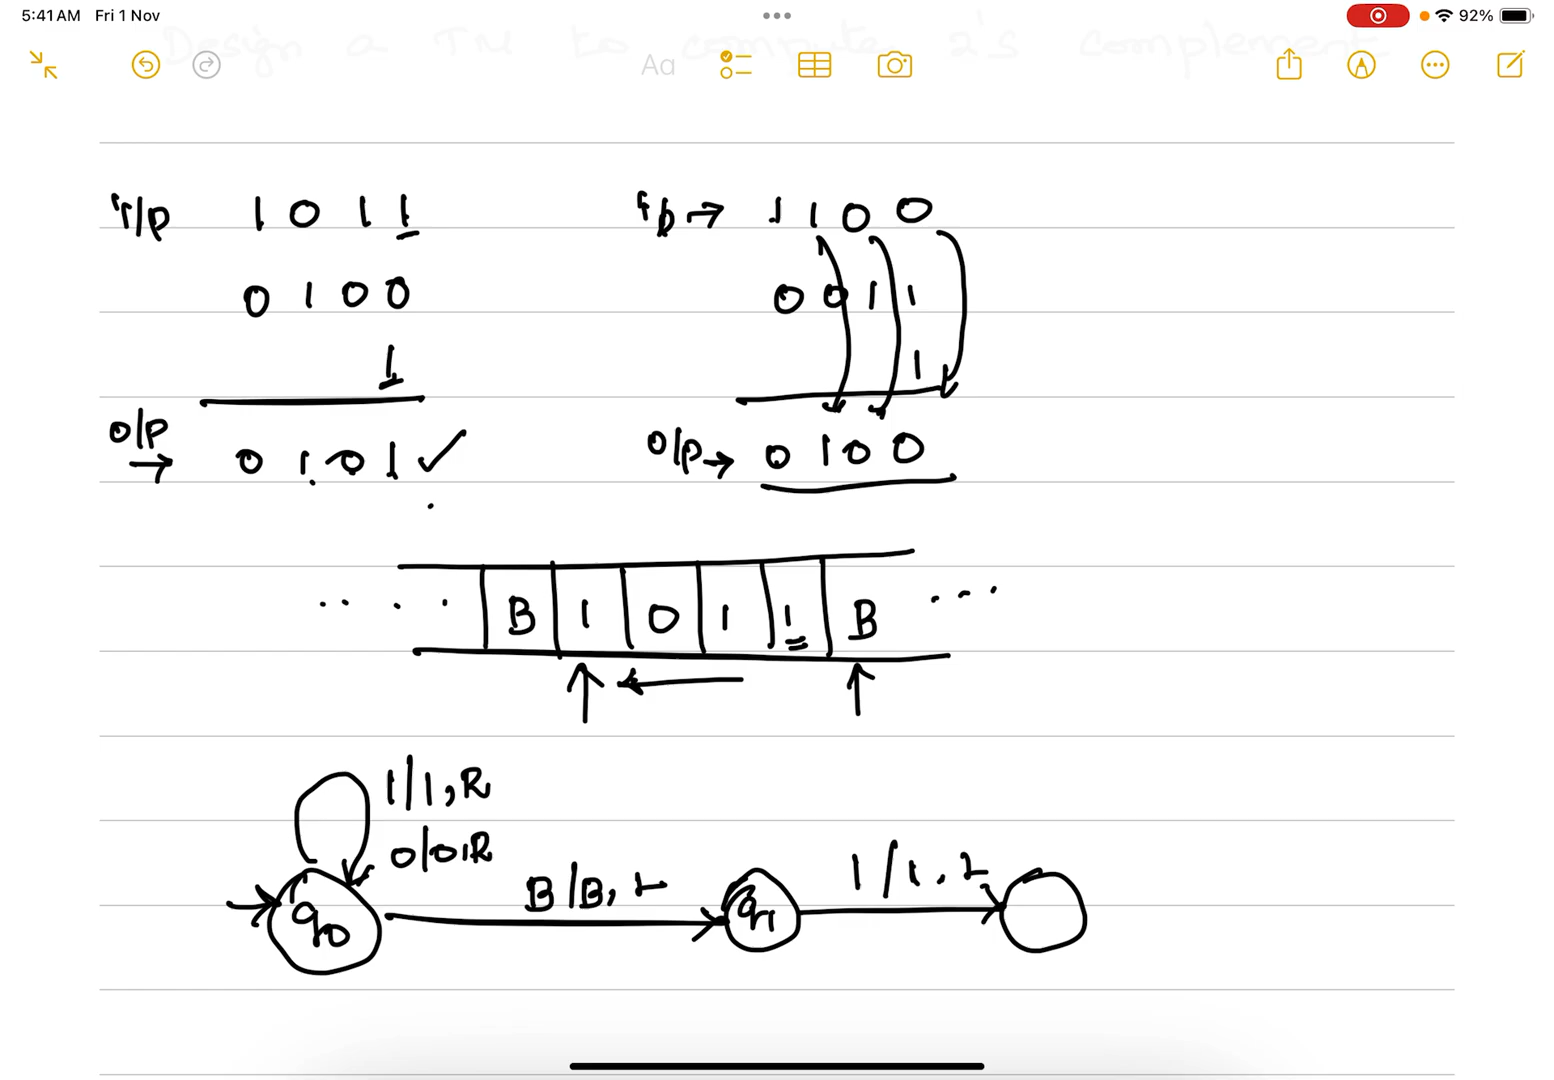 5:41 AM Fri 1 Nov
92%
Design a TM to compute 2's complement
Aa
I/p 1 0 1 1
0 1 0 0
1
O/P → 0 1 0 1 ✓
I/p → 1 1 0 0
0 0 1 1
1
O/p → 0 1 0 0
.... B 1 0 1 1 B ...
1/1,R
0/0,R
B/B, L
1/1, L
q0
q1